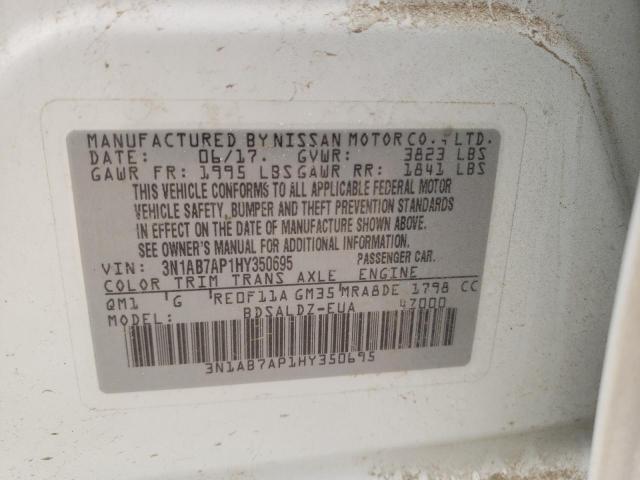 MANUFACTURED BY NISSAN MOTOR CO., LTD.
DATE: 06/17. GVWR: 3823 LBS
GAWR FR: 1995 LBS GAWR RR: 1841 LBS
THIS VEHICLE CONFORMS TO ALL APPLICABLE FEDERAL MOTOR
VEHICLE SAFETY, BUMPER AND THEFT PREVENTION STANDARDS
IN EFFECT ON THE DATE OF MANUFACTURE SHOWN ABOVE.
SEE OWNER'S MANUAL FOR ADDITIONAL INFORMATION
VIN: 3N1AB7AP1HY350695 PASSENGER CAR.
COLOR TRIM TRANS AXLE ENGINE
QM1 G RE0F11A GM35 MRA8DE 1798 CC
MODEL: BDSALDZ-EUA 47000
3N1AB7AP1HY350695